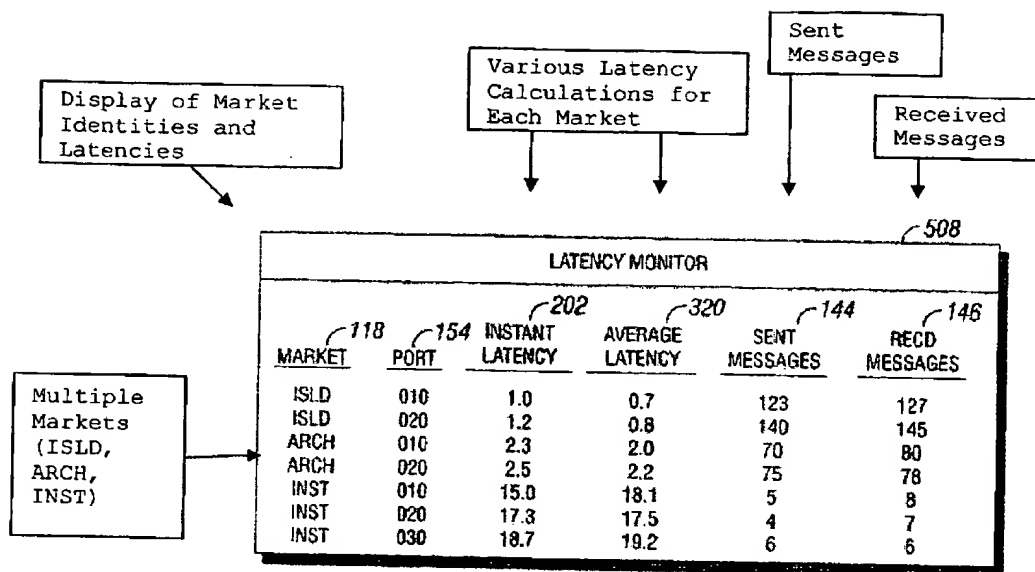 Sent
Messages
Various Latency
Calculations for
Each Market
Display of Market
Identities and
Latencies
Received
Messages
508
LATENCY MONITOR
118 154 202 320 144 146
MARKET PORT INSTANT LATENCY AVERAGE LATENCY SENT MESSAGES RECD MESSAGES
ISLD 010 1.0 0.7 123 127
ISLD 020 1.2 0.8 140 145
ARCH 010 2.3 2.0 70 80
ARCH 020 2.5 2.2 75 78
INST 010 15.0 18.1 5 8
INST 020 17.3 17.5 4 7
INST 030 18.7 19.2 6 6
Multiple
Markets
(ISLD,
ARCH,
INST)